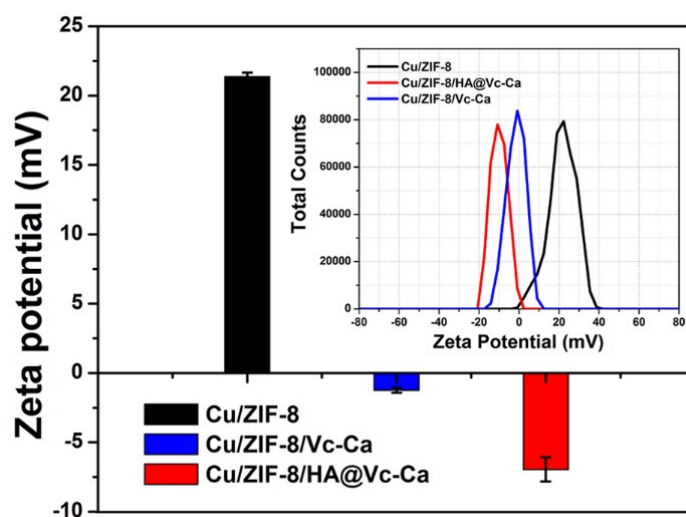 Zeta potential (mV)
25
20
15
10
5
0
-5
-10
Cu/ZIF-8
Cu/ZIF-8/Vc-Ca
Cu/ZIF-8/HA@Vc-Ca
Total Counts
100000
80000
60000
40000
20000
0
Cu/ZIF-8
Cu/ZIF-8/HA@Vc-Ca
Cu/ZIF-8/Vc-Ca
-80 -60 -40 -20 0 20 40 60 80
Zeta Potential (mV)